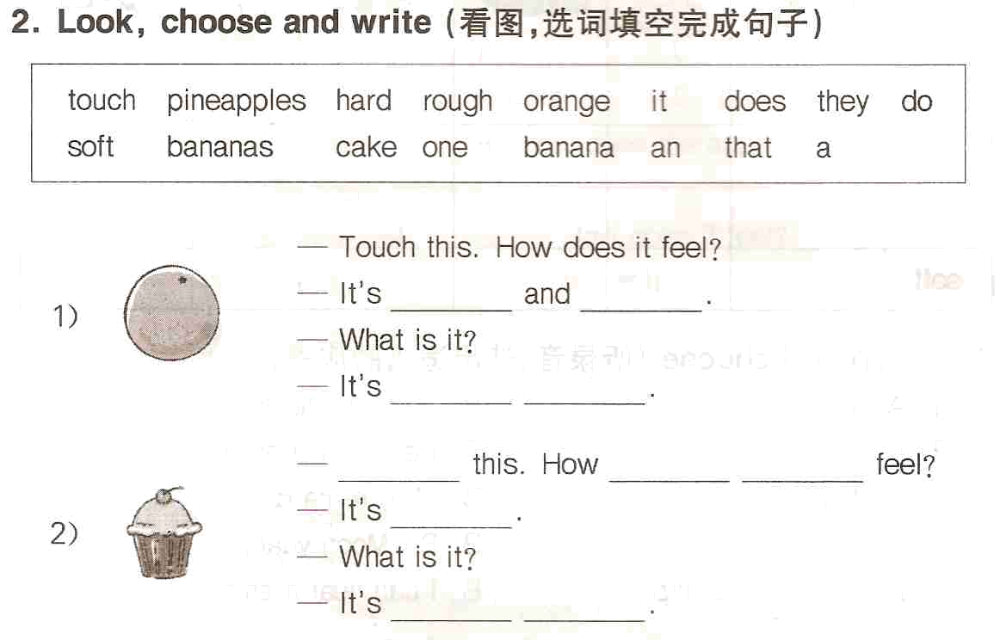 2. Look, choose and write (看图,选词填空完成句子)
touch pineapples hard rough orange it does they do
soft bananas cake one banana an that a
1)
— Touch this. How does it feel?
— It's ________ and ________.
— What is it?
— It's ________ ________.
2)
— ________ this. How ________ ________ feel?
— It's ________.
— What is it?
— It's ________ ________.